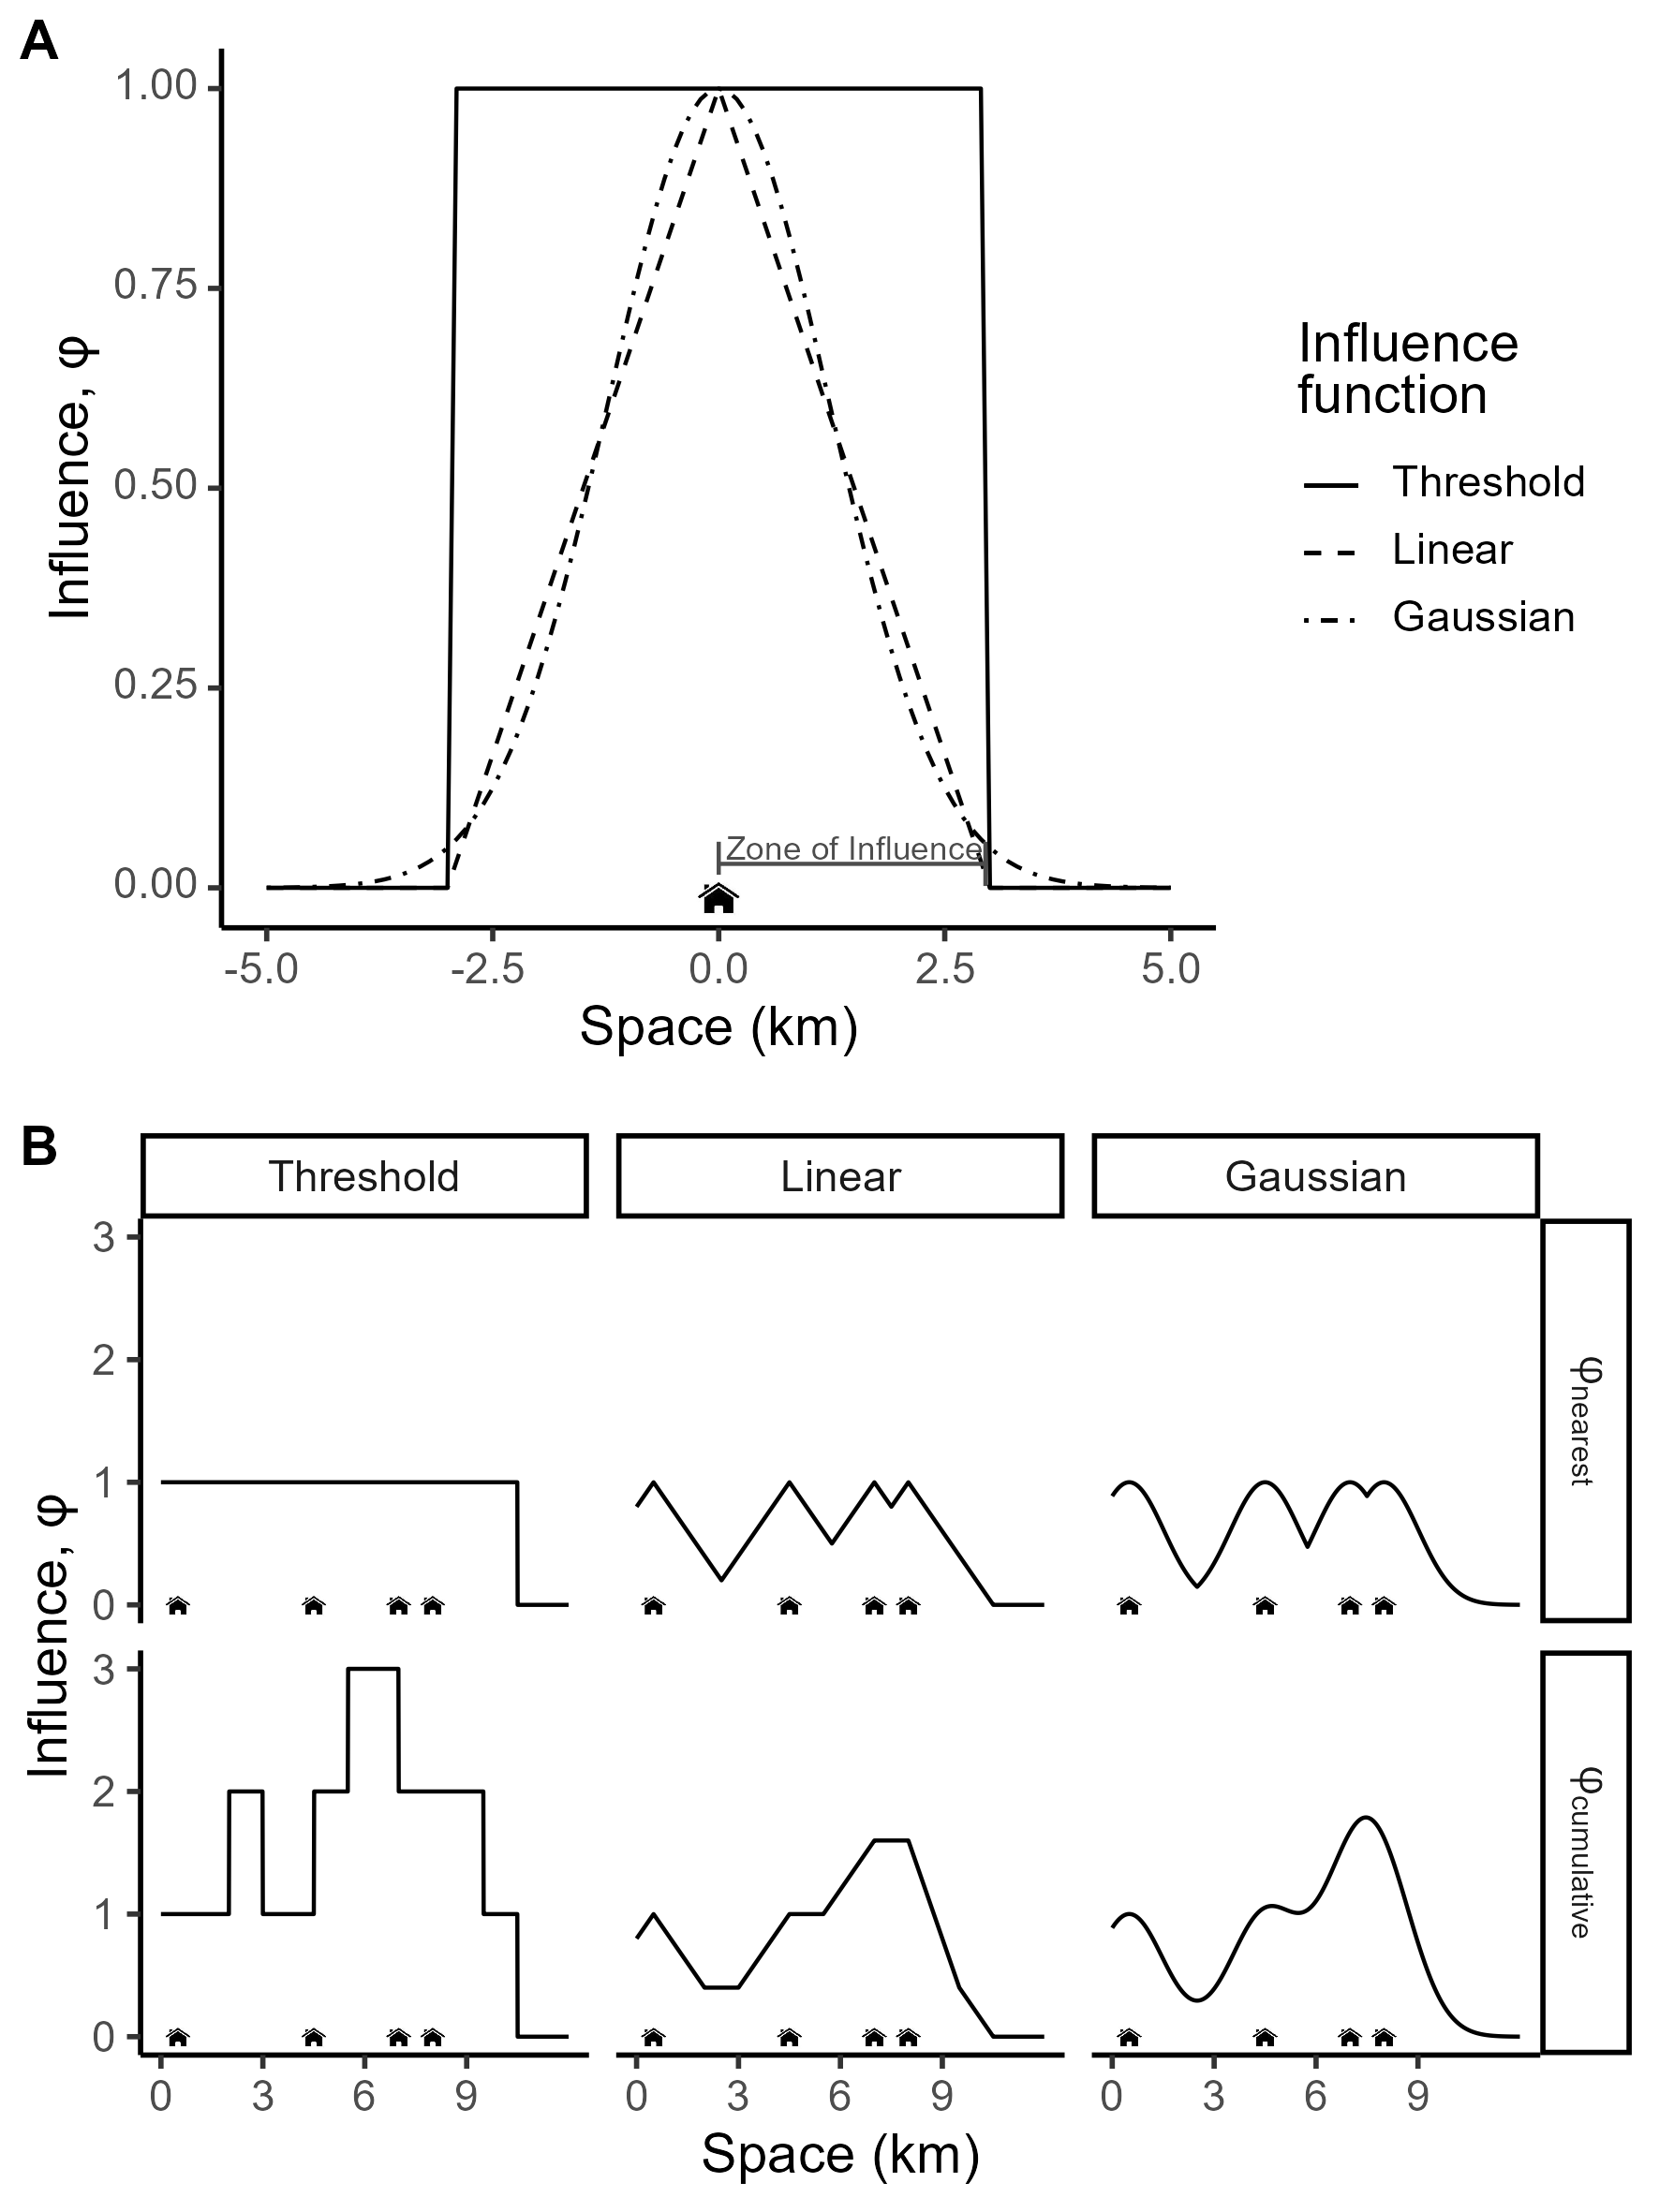 A
1.00
0.75
0.50
0.25
0.00
Influence, φ
Zone of Influence
-5.0 -2.5 0.0 2.5 5.0
Space (km)
Influence
function
Threshold
Linear
Gaussian
B
Threshold Linear Gaussian
3
2
1
0
φnearest
Influence, φ
3
2
1
0
φcumulative
0 3 6 9 0 3 6 9 0 3 6 9
Space (km)